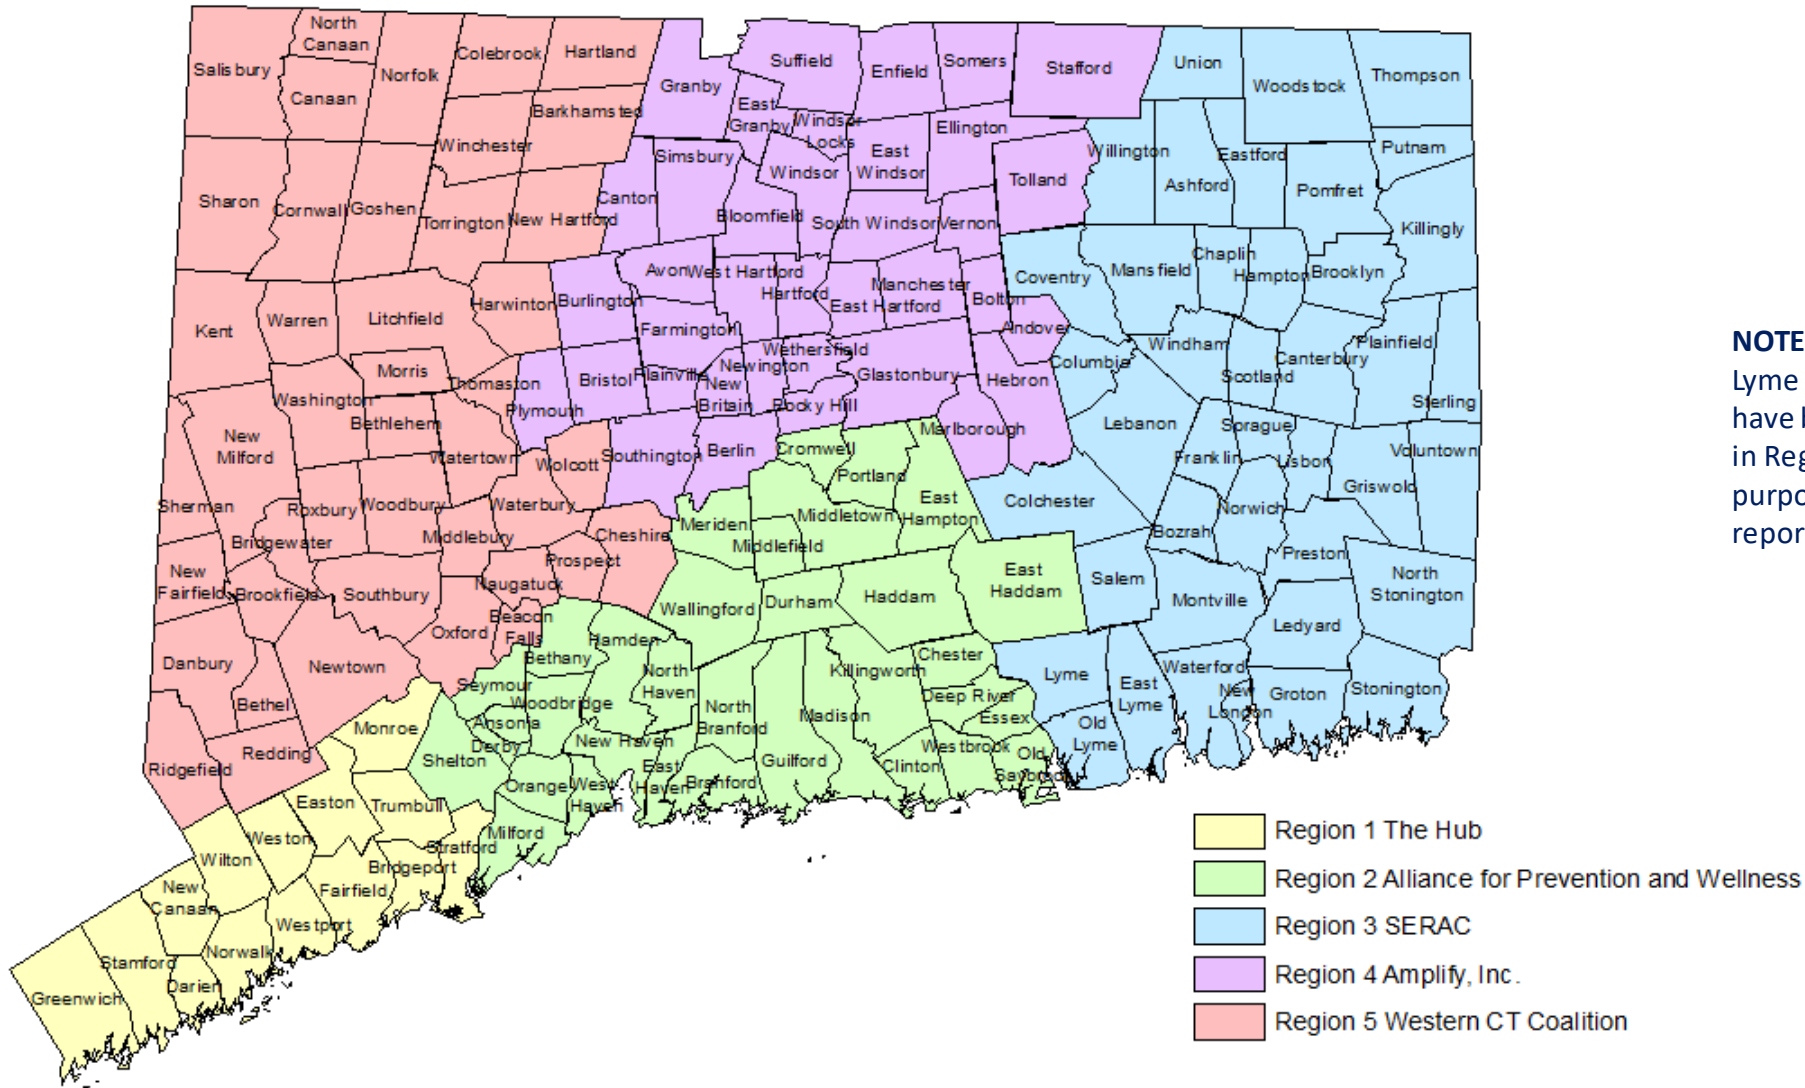 North
Canaan
Salisbury
Canaan
Norfolk
Colebrook
Hartland
Barkhamsted
Winchester
Sharon
Cornwall
Goshen
Torrington
New Hartford
Granby
Suffield
Enfield
Somers
Stafford
East
Granby
Windsor
Locks
East
Windsor
Ellington
Simsbury
Windsor
Tolland
Canton
Bloomfield
South Windsor
Vernon
Union
Woodstock
Thompson
Willington
Ashford
Eastford
Pomfret
Putnam
Killingly
Kent
Warren
Litchfield
Harwinton
Burlington
Avon
West Hartford
Hartford
East Hartford
Manchester
Bolton
Andover
Coventry
Mansfield
Chaplin
Hampton
Brooklyn
Farmington
Morris
Thomaston
Washington
Bethlehem
Plymouth
Bristol
Plainville
New
Britain
Newington
Wethersfield
Rocky Hill
Glastonbury
Hebron
Marlborough
Columbia
Windham
Scotland
Canterbury
Plainfield
Sterling
New
Milford
Watertown
Wolcott
Southington
Berlin
Cromwell
Portland
Lebanon
Sprague
Franklin
Lisbon
Voluntown
Griswold
Sherman
Roxbury
Woodbury
Waterbury
Bridgewater
Middlebury
Cheshire
Prospect
Meriden
Middlefield
Middletown
East
Hampton
Colchester
Bozrah
Norwich
Preston
New
Fairfield
Brookfield
Southbury
Naugatuck
Oxford
Beacon
Falls
Wallingford
Durham
Haddam
East
Haddam
Salem
Montville
Ledyard
North
Stonington
Danbury
Bethel
Newtown
Hamden
Bethany
North
Haven
Killingworth
Chester
Deep River
Essex
Lyme
East
Lyme
Old
Lyme
Waterford
New
London
Groton
Stonington
Seymour
Woodbridge
Ansonia
Derby
New Haven
North
Branford
Madison
Guilford
Branford
East
Haven
Clinton
Westbrook
Old
Saybrook
Monroe
Shelton
Orange
West
Haven
Milford
Redding
Ridgefield
Easton
Trumbull
Stratford
Bridgeport
Weston
Wilton
Fairfield
New
Canaan
Westport
Norwalk
Stamford
Darien
Greenwich
NOTE
Lyme
have b
in Reg
purpo
repor
Region 1 The Hub
Region 2 Alliance for Prevention and Wellness
Region 3 SERAC
Region 4 Amplify, Inc.
Region 5 Western CT Coalition